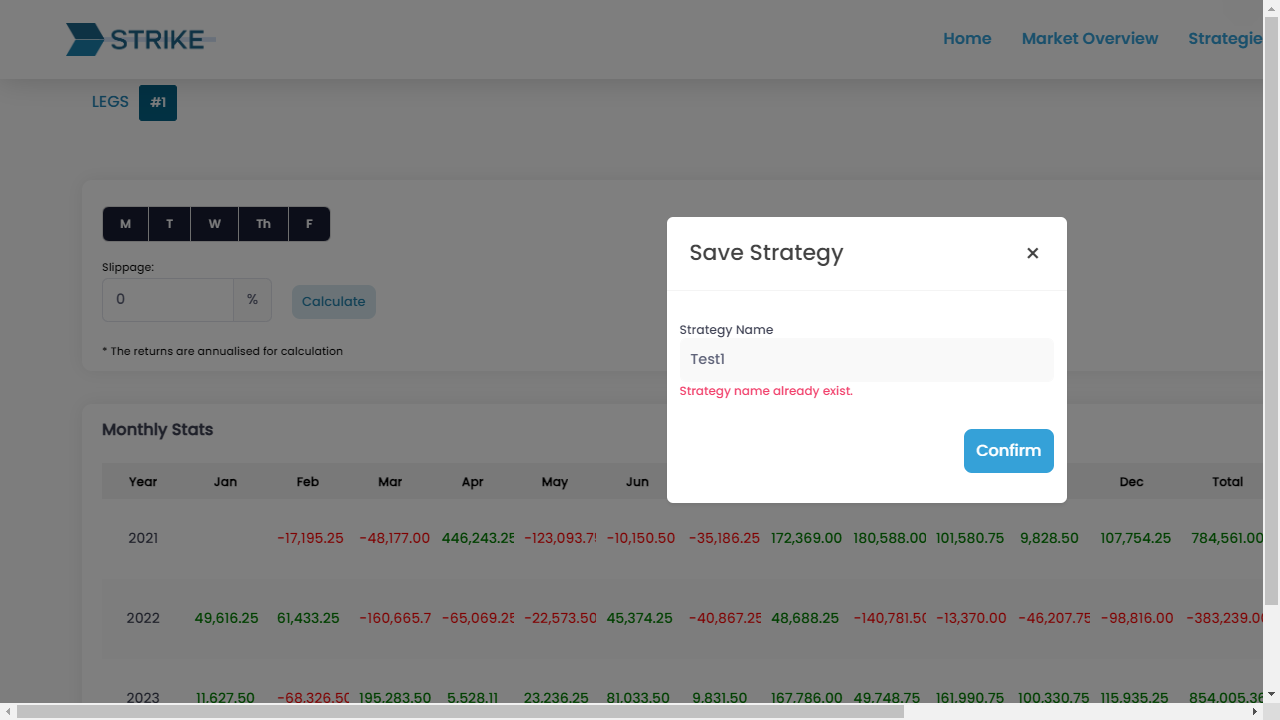 STRIKE
Home Market Overview Strategie
LEGS #1
M T W Th F
Slippage:
0 %
Calculate
* The returns are annualised for calculation
Save Strategy
×
Strategy Name
Test1
Strategy name already exist.
Confirm
Monthly Stats
Year Jan Feb Mar Apr May Jun Dec Total
2021 -17,195.25 -48,177.00 446,243.25 -123,093.7 -10,150.50 -35,186.25 172,369.00 180,588.00 101,580.75 9,828.50 107,754.25 784,561.00
2022 49,616.25 61,433.25 -160,665.7 -65,069.25 -22,573.50 45,374.25 -40,867.25 48,688.25 -140,781.50 -13,370.00 -46,207.75 -98,816.00 -383,239.00
2023 11,627.50 -68,326.50 195,283.50 5,528.11 23,236.25 81,033.50 9,831.50 167,786.00 49,748.75 161,990.75 100,330.75 115,935.25 854,005.36